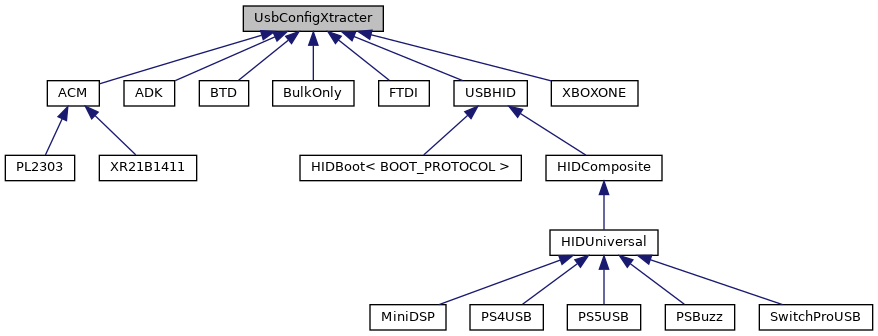 UsbConfigXtracter
ACM
ADK
BTD
BulkOnly
FTDI
USBHID
XBOXONE
PL2303
XR21B1411
HIDBoot< BOOT_PROTOCOL >
HIDComposite
HIDUniversal
MiniDSP
PS4USB
PS5USB
PSBuzz
SwitchProUSB